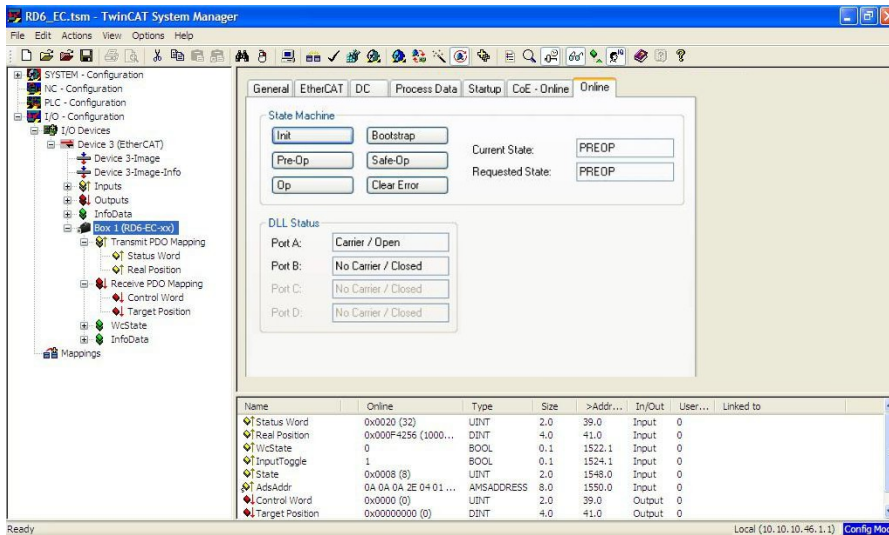 RD6_EC.tsm - TwinCAT System Manager
File Edit Actions View Options Help
SYSTEM - Configuration
NC - Configuration
PLC - Configuration
I/O - Configuration
I/O Devices
Device 3 (EtherCAT)
Device 3-Image
Device 3-Image-Info
Inputs
Outputs
InfoData
Box 1 (RD6-EC-xx)
Transmit PDO Mapping
Status Word
Real Position
Receive PDO Mapping
Control Word
Target Position
WcState
InfoData
Mappings
General EtherCAT DC Process Data Startup CoE - Online Online
State Machine
Init Bootstrap
Pre-Op Safe-Op
Op Clear Error
Current State: PREOP
Requested State: PREOP
DLL Status
Port A: Carrier / Open
Port B: No Carrier / Closed
Port C: No Carrier / Closed
Port D: No Carrier / Closed
Name Online Type Size >Addr... In/Out User... Linked to
Status Word 0x0020 (32) UINT 2.0 39.0 Input 0
Real Position 0x000F4256 (1000... DINT 4.0 41.0 Input 0
WcState 0 BOOL 0.1 1522.1 Input 0
InputToggle 1 BOOL 0.1 1524.1 Input 0
State 0x0008 (8) UINT 2.0 1548.0 Input 0
AdsAddr 0A 0A 0A 2E 04 01 ... AMSADDRESS 8.0 1550.0 Input 0
Control Word 0x0000 (0) UINT 2.0 39.0 Output 0
Target Position 0x00000000 (0) DINT 4.0 41.0 Output 0
Ready Local (10.10.10.46.1.1) Config Mod